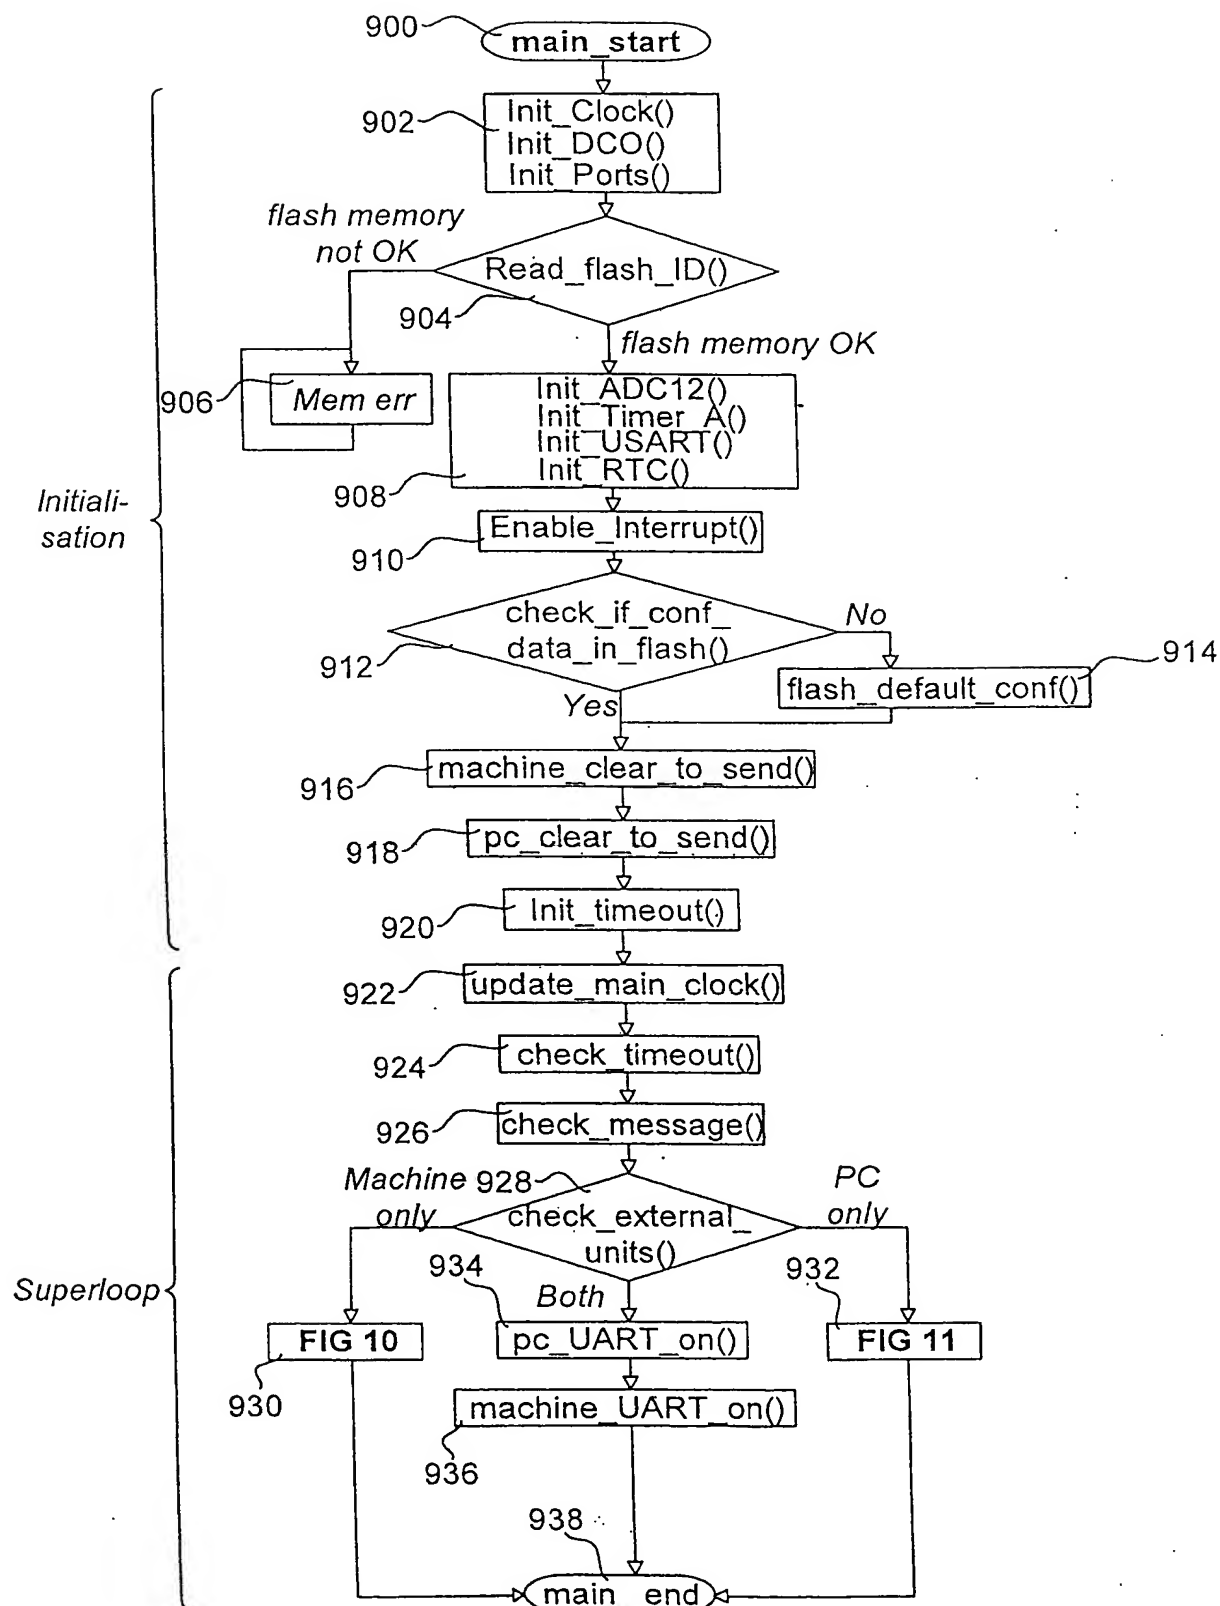 900
main_start
902
Init_Clock()
Init_DCO()
Init_Ports()
flash memory
not OK
Read_flash_ID()
904
flash memory OK
906
Mem err
Init_ADC12()
Init_Timer_A()
Init_USART()
Init_RTC()
908
Initiali-
sation
Enable_Interrupt()
910
check_if_conf_
data_in_flash()
No
912
914
flash_default_conf()
Yes
machine_clear_to_send()
916
pc_clear_to_send()
918
Init_timeout()
920
update_main_clock()
922
check_timeout()
924
check_message()
926
Machine
only
928
PC
only
check_external_
units()
934
932
Superloop
Both
FIG 10
pc_UART_on()
FIG 11
930
machine_UART_on()
936
938
main_end